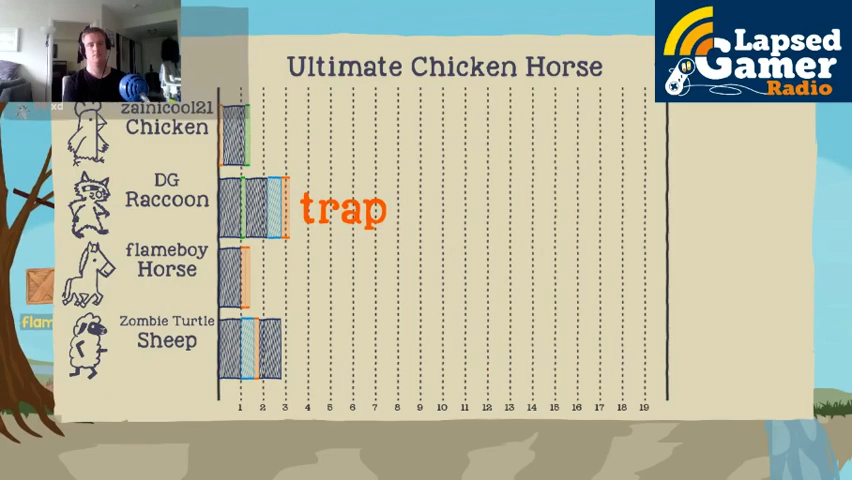 Lapsed
Gamer
Radio
Ultimate Chicken Horse
zainicool21
Chicken
DG
Raccoon
trap
flameboy
Horse
Zombie Turtle
Sheep
flam
1 2 3 4 5 6 7 8 9 10 11 12 13 14 15 16 17 18 19